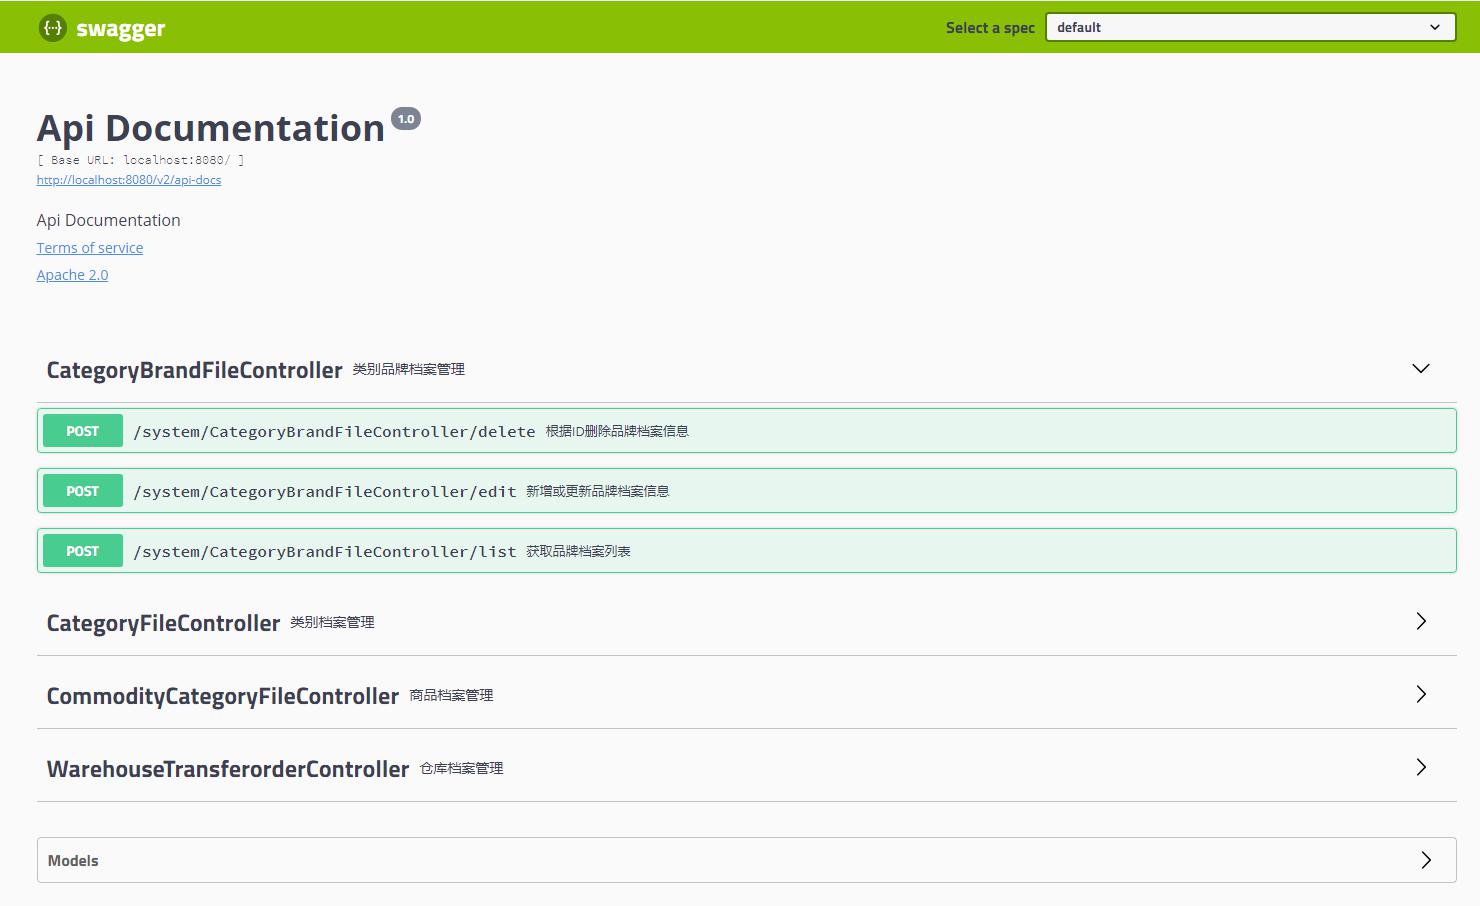 swagger
Select a spec default
Api Documentation 1.0
[ Base URL: localhost:8080/ ]
http://localhost:8080/v2/api-docs
Api Documentation
Terms of service
Apache 2.0
CategoryBrandFileController 类别品牌档案管理
POST /system/CategoryBrandFileController/delete 根据ID删除品牌档案信息
POST /system/CategoryBrandFileController/edit 新增或更新品牌档案信息
POST /system/CategoryBrandFileController/list 获取品牌档案列表
CategoryFileController 类别档案管理
CommodityCategoryFileController 商品档案管理
WarehouseTransferorderController 仓库档案管理
Models